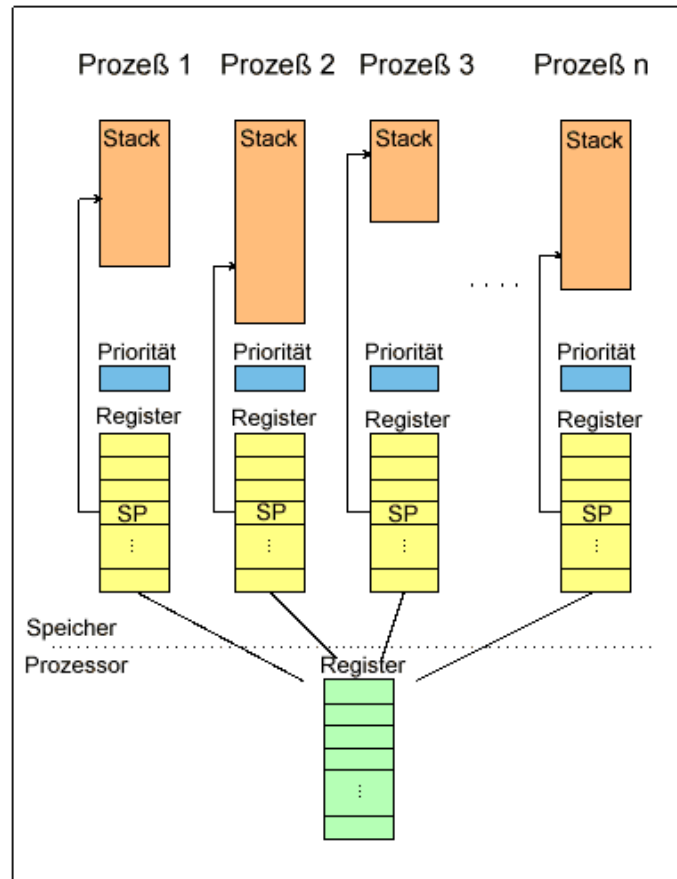 Prozeß 1 Prozeß 2 Prozeß 3 Prozeß n
Stack Stack Stack Stack
. . . .
Priorität Priorität Priorität Priorität
Register Register Register Register
SP SP SP SP
⋮ ⋮ ⋮ ⋮
Speicher
Prozessor Register
⋮